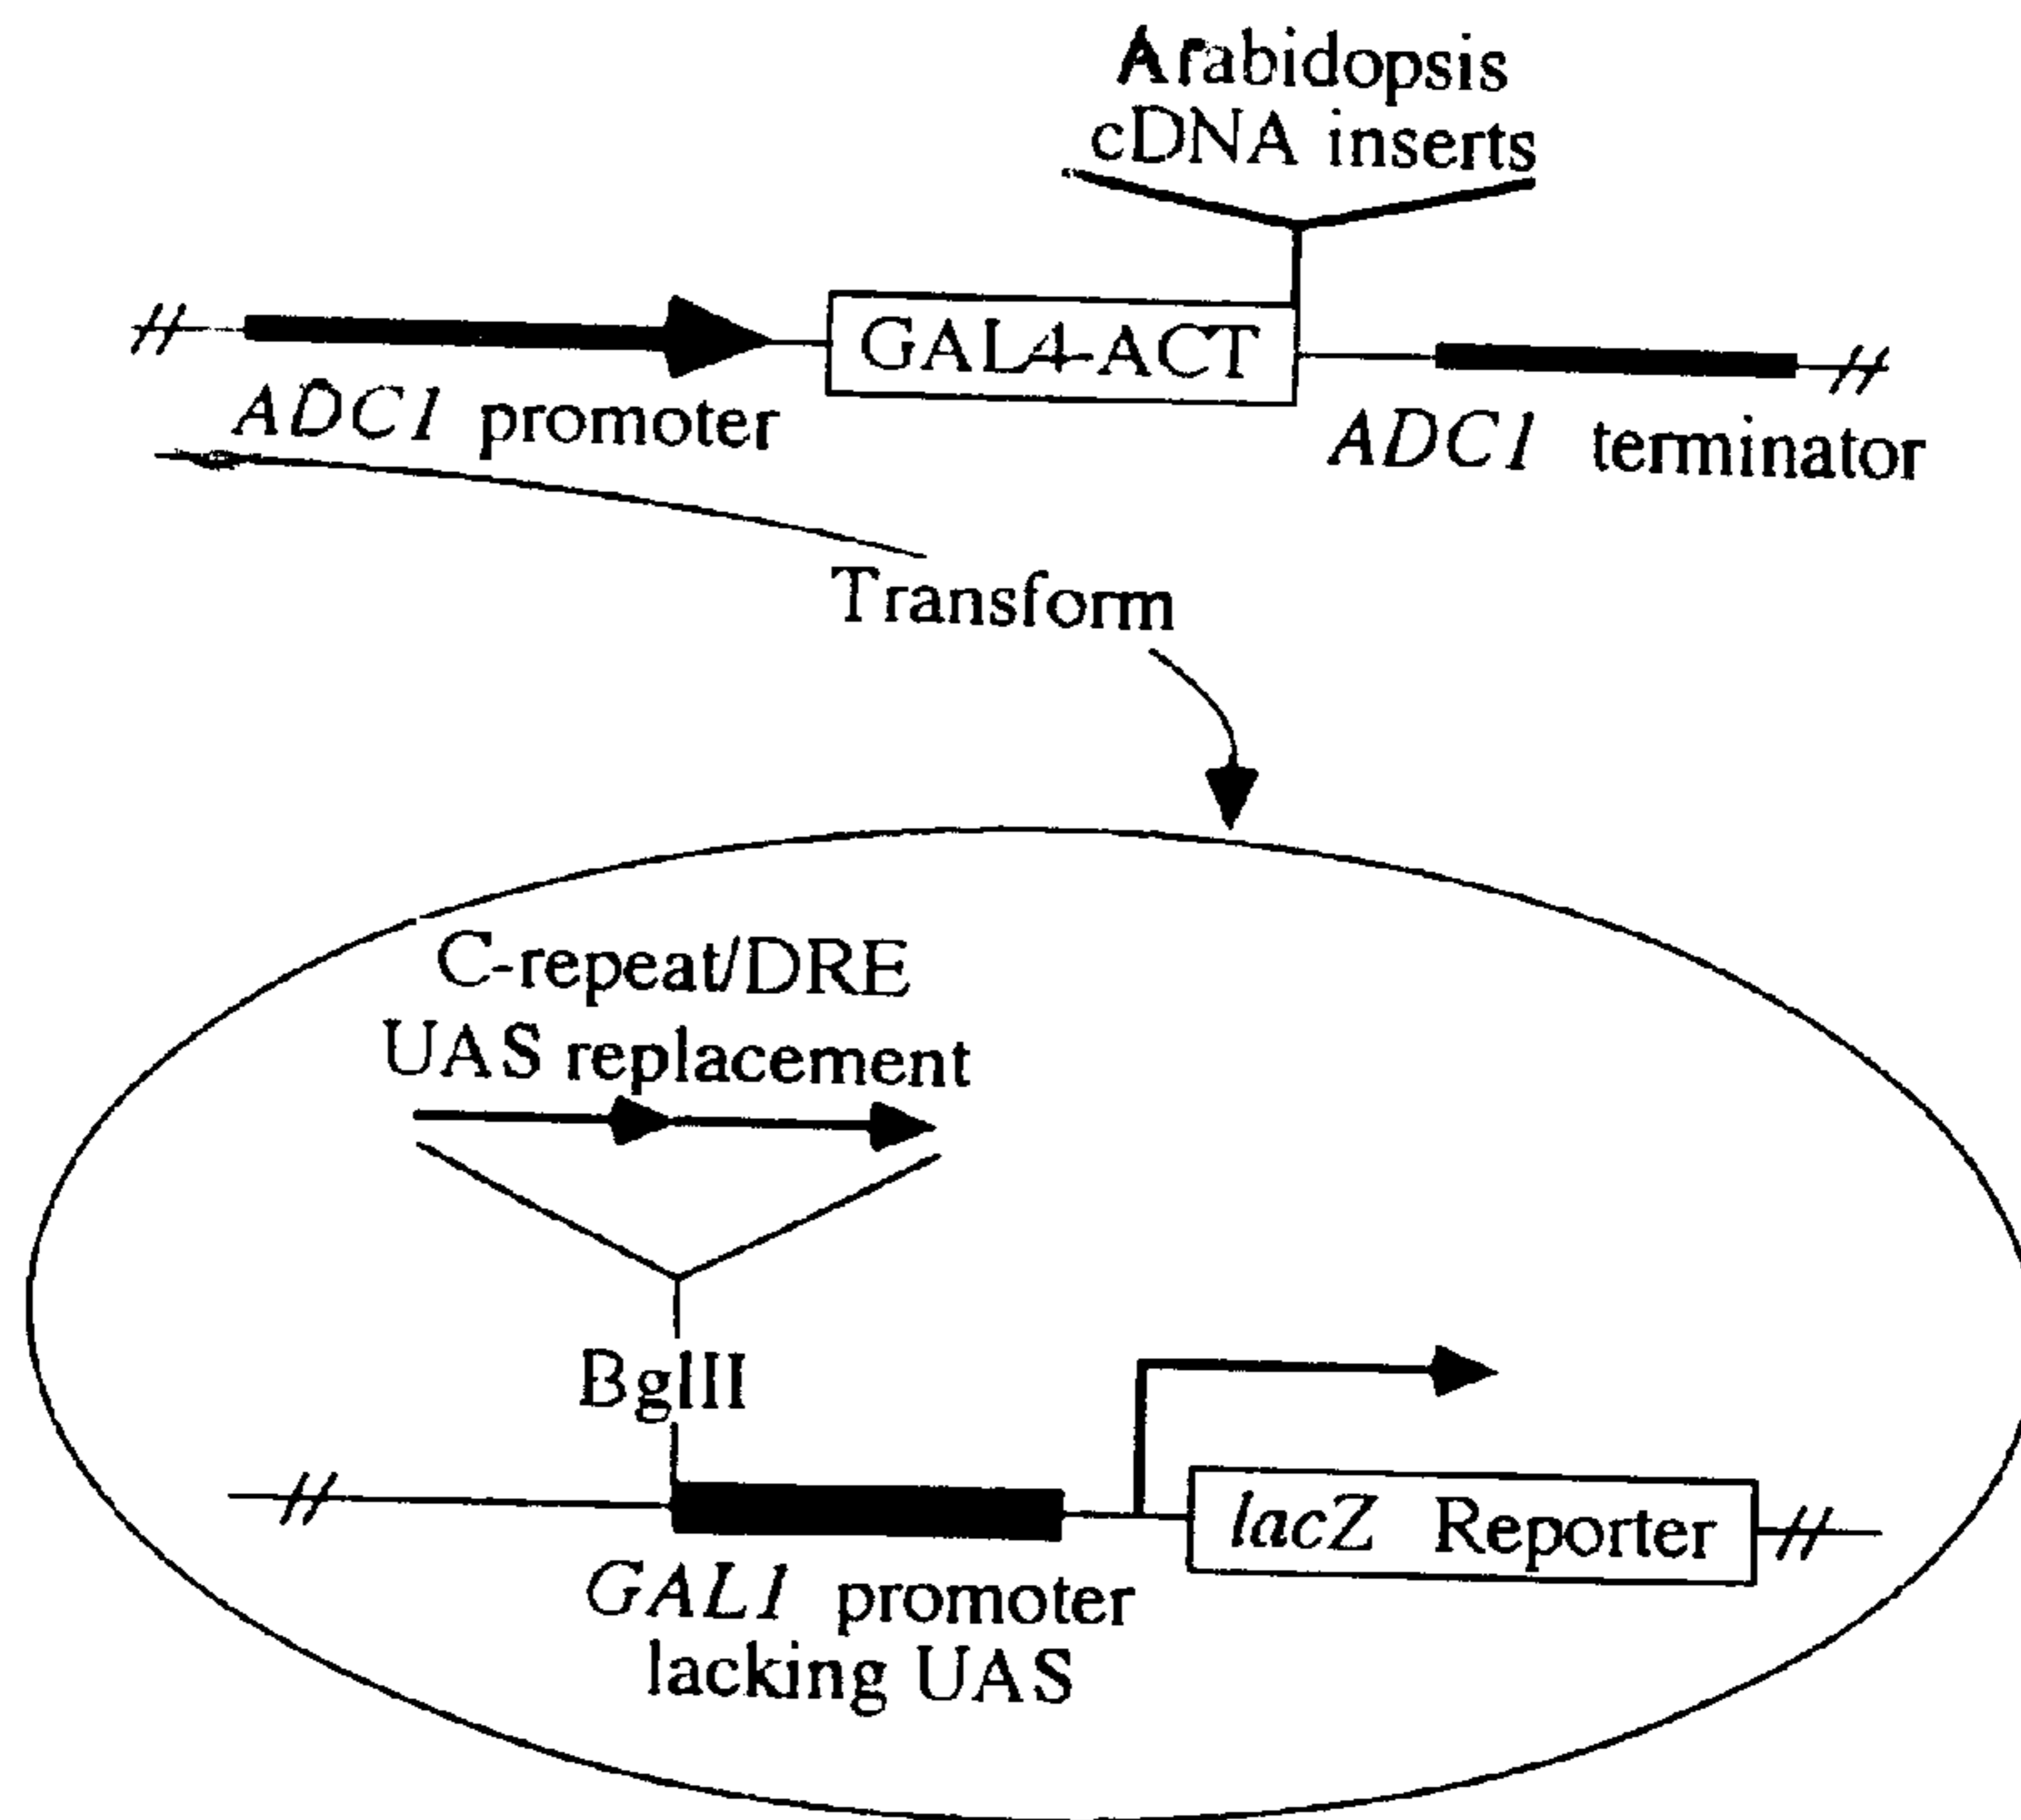 Arabidopsis
cDNA inserts
GAL4-ACT
ADC1 promoter
ADC1 terminator
Transform
C-repeat/DRE
UAS replacement
BglII
lacZ Reporter
GAL1 promoter
lacking UAS